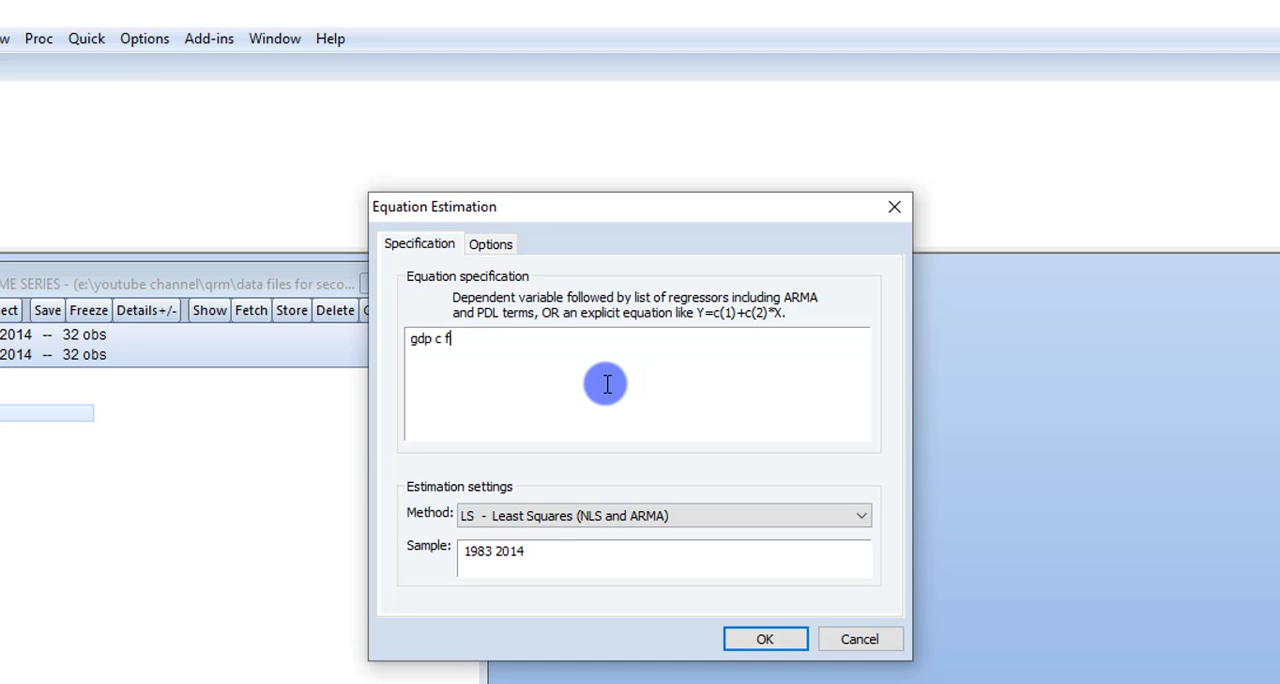 w Proc Quick Options Add-ins Window Help
Equation Estimation
Specification Options
Equation specification
Dependent variable followed by list of regressors including ARMA
and PDL terms, OR an explicit equation like Y=c(1)+c(2)*X.
gdp c f
ME SERIES - (e:\youtube channel\qrm\data files for seco...
ect Save Freeze Details+/- Show Fetch Store Delete
2014 -- 32 obs
2014 -- 32 obs
Estimation settings
Method: LS - Least Squares (NLS and ARMA)
Sample: 1983 2014
OK Cancel